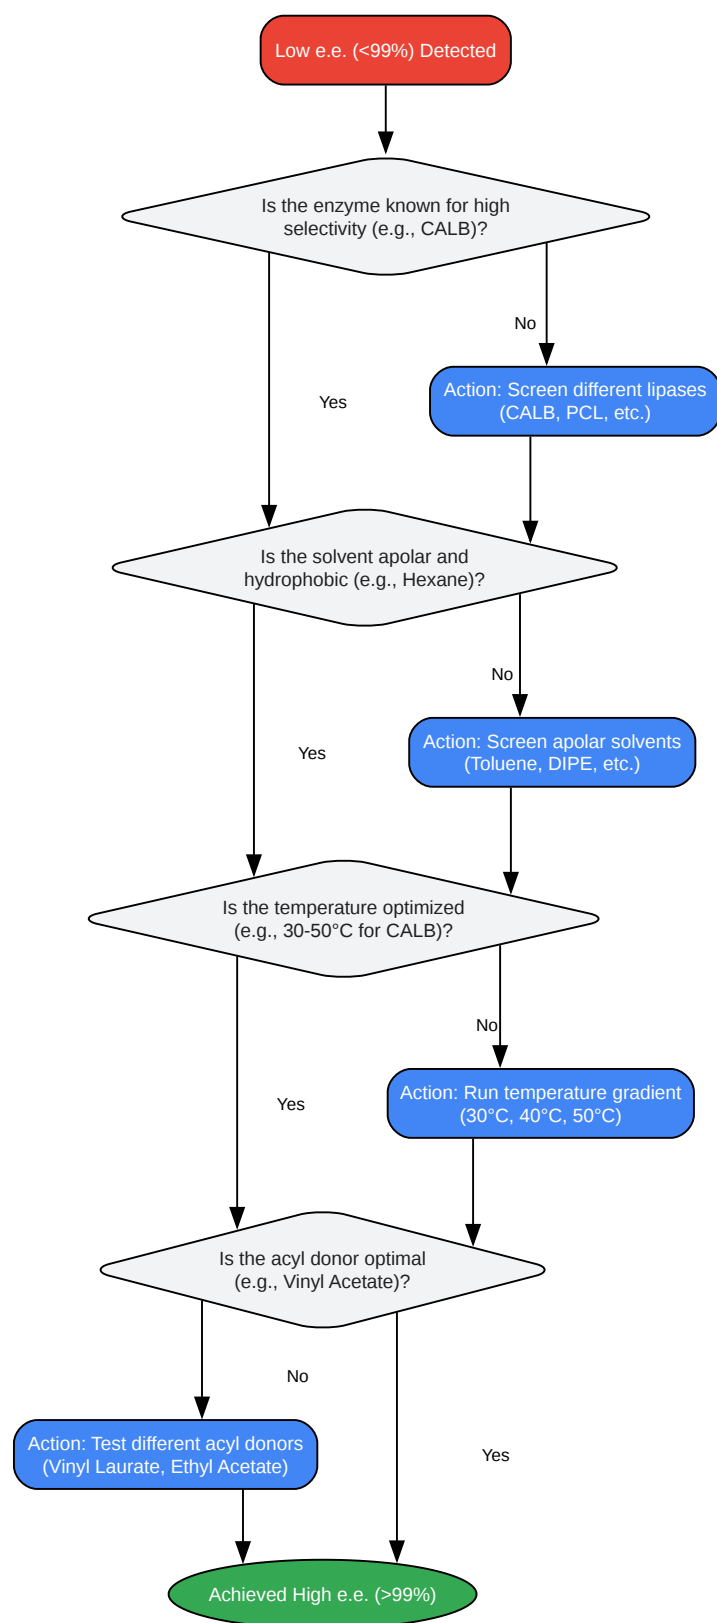 Low e.e. (<99%) Detected
Is the enzyme known for high
selectivity (e.g., CALB)?
No
Action: Screen different lipases
(CALB, PCL, etc.)
Yes
Is the solvent apolar and
hydrophobic (e.g., Hexane)?
No
Action: Screen apolar solvents
(Toluene, DIPE, etc.)
Yes
Is the temperature optimized
(e.g., 30-50°C for CALB)?
No
Action: Run temperature gradient
(30°C, 40°C, 50°C)
Yes
Is the acyl donor optimal
(e.g., Vinyl Acetate)?
No
Action: Test different acyl donors
(Vinyl Laurate, Ethyl Acetate)
Yes
Achieved High e.e. (>99%)